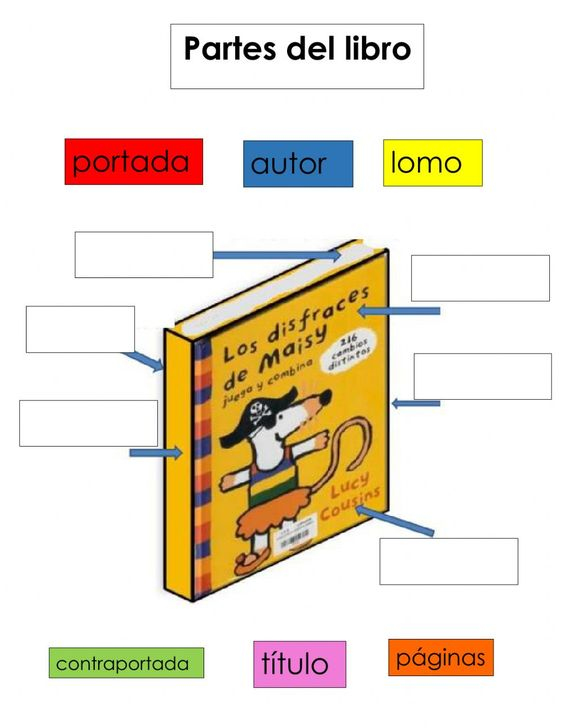 Partes del libro
portada
autor
lomo
Los disfraces
de Maisy
juega y combina
216
cambios
distintos
Lucy
Cousins
contraportada
título
páginas